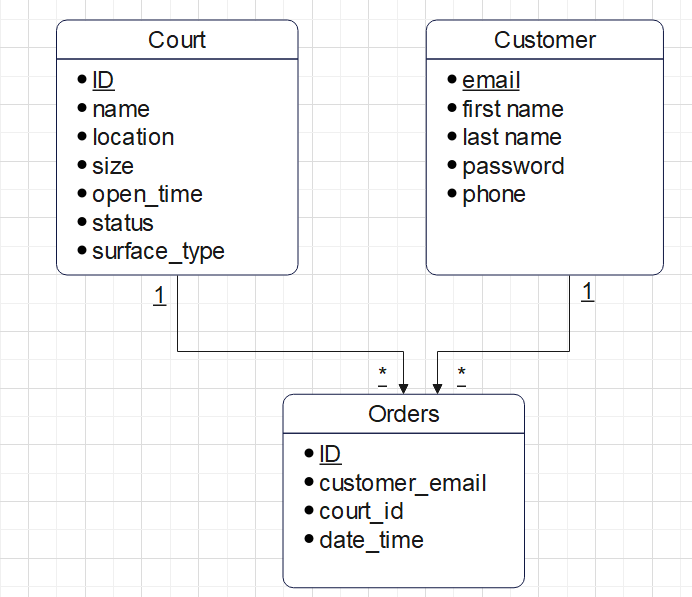 Court
• ID
• name
• location
• size
• open_time
• status
• surface_type
Customer
• email
• first name
• last name
• password
• phone
1
1
*
*
Orders
• ID
• customer_email
• court_id
• date_time